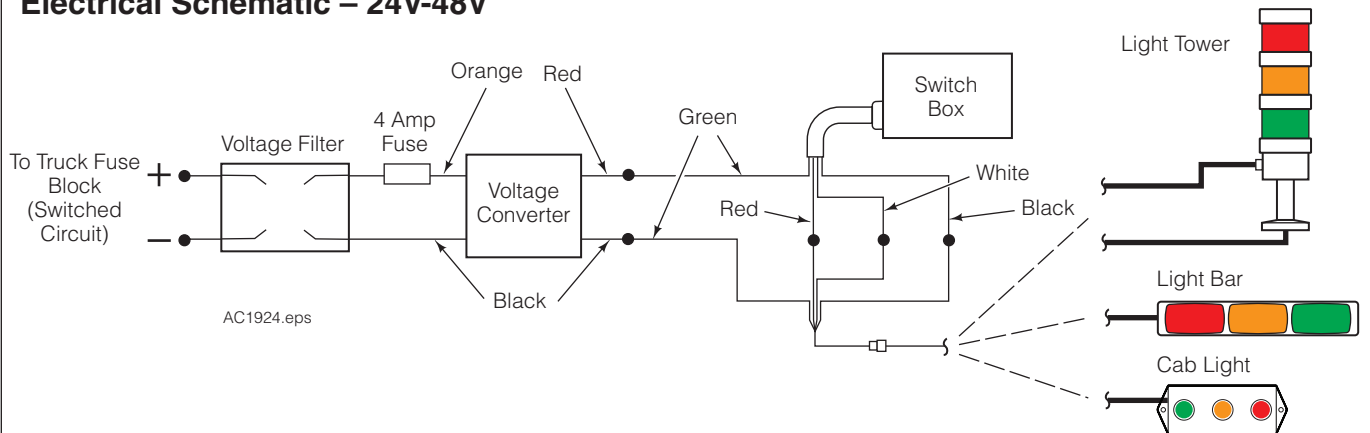 Electrical Schematic – 24V-48V
Light Tower
Orange
Red
Switch
Box
4 Amp
Fuse
Green
Voltage Filter
To Truck Fuse
Block
(Switched
Circuit)
+
–
Voltage
Converter
White
Red
Black
Black
Light Bar
AC1924.eps
Cab Light